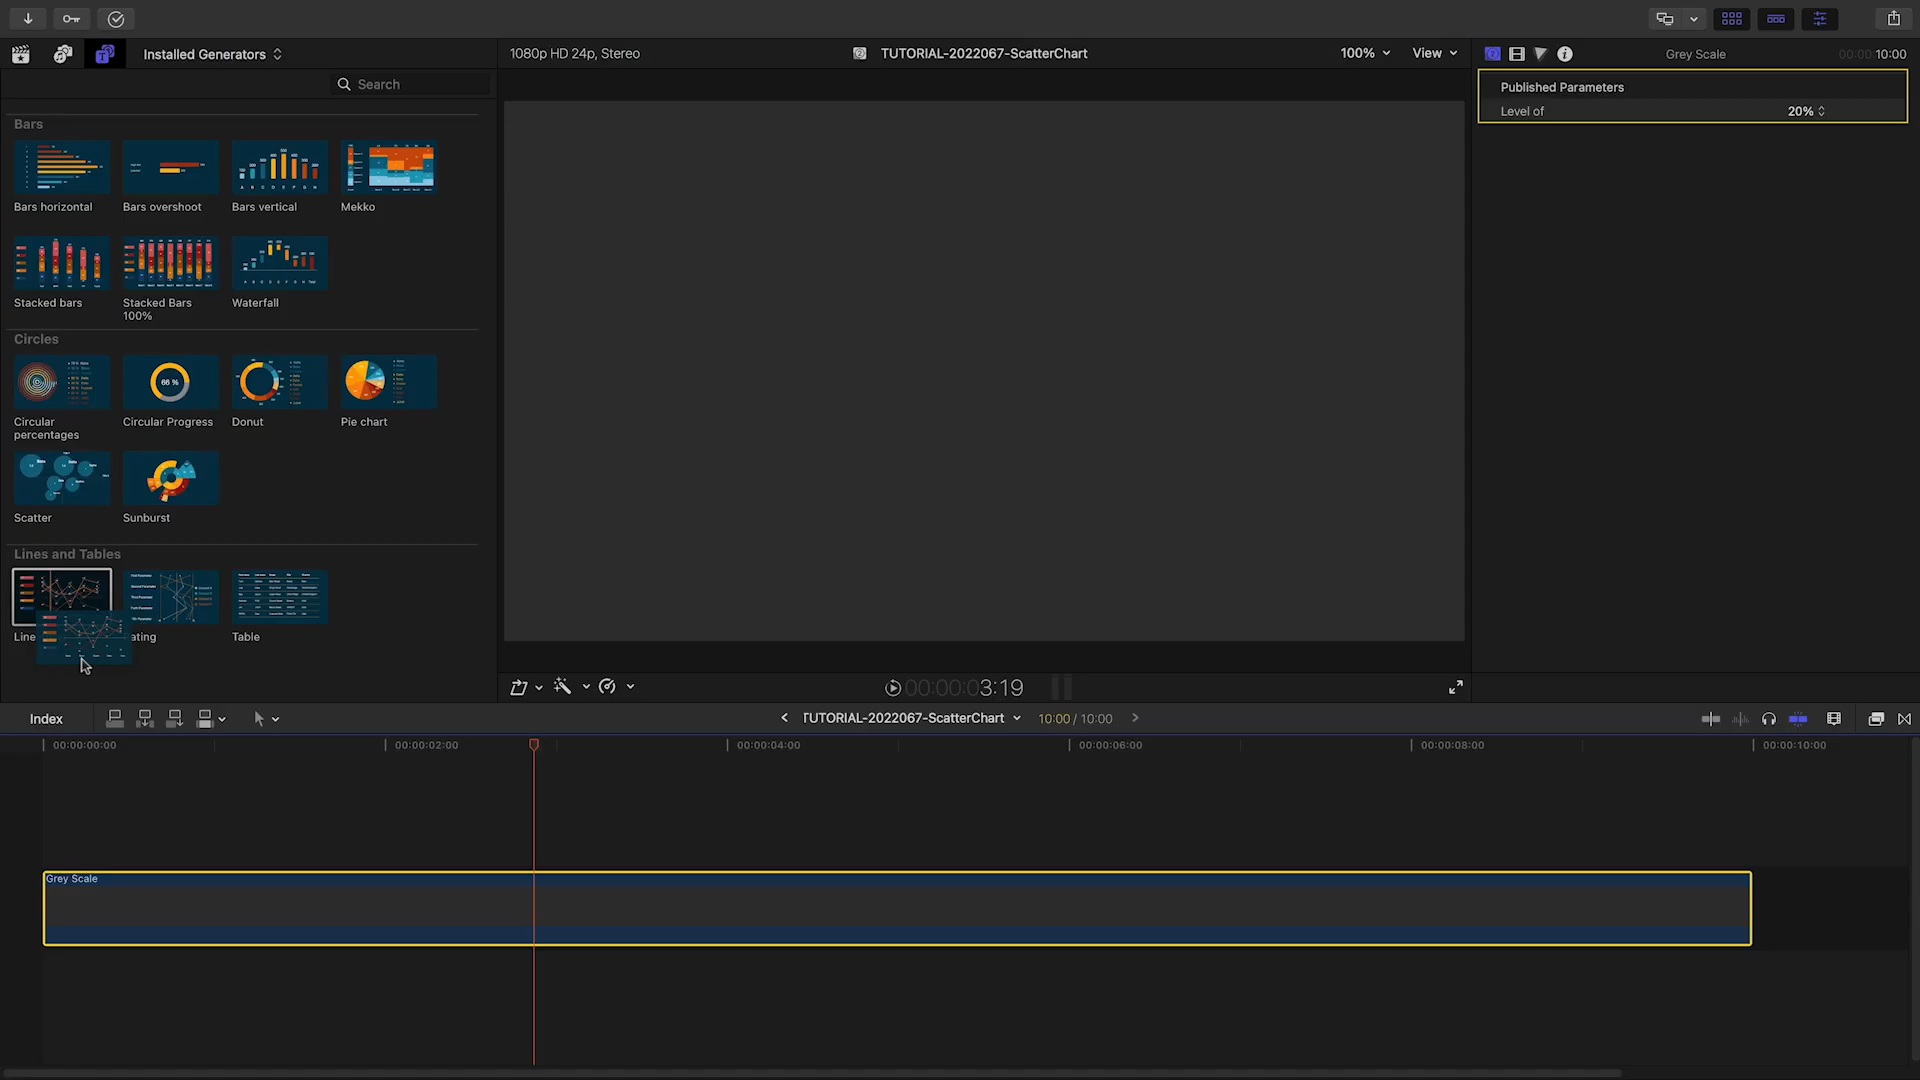 Installed Generators
Search
1080p HD 24p, Stereo
TUTORIAL-2022067-ScatterChart
100%
View
Grey Scale
00:00:10:00
Published Parameters
Level of
20%
Bars
Bars horizontal
Bars overshoot
Bars vertical
Mekko
Stacked bars
Stacked Bars
100%
Waterfall
Circles
66 %
Circular
percentages
Circular Progress
Donut
Pie chart
Scatter
Sunburst
Lines and Tables
Line
ating
Table
00:00:03:19
Index
TUTORIAL-2022067-ScatterChart
10:00 / 10:00
00:00:00:00
00:00:02:00
00:00:04:00
00:00:06:00
00:00:08:00
00:00:10:00
Grey Scale